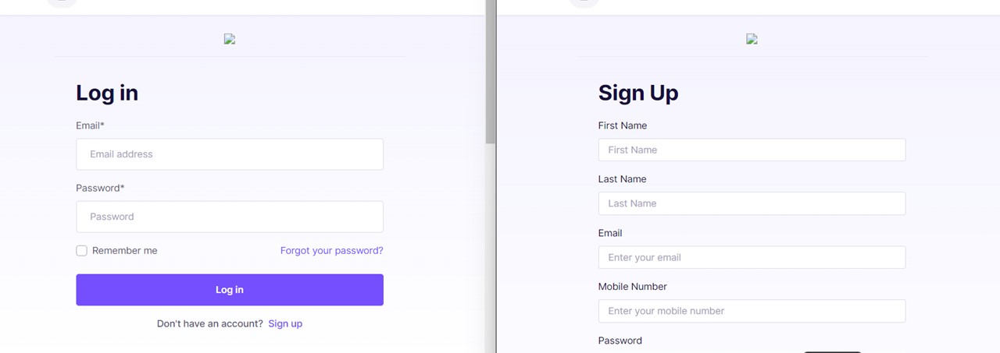 Log in
Email*
Email address
Password*
Password
Remember me
Forgot your password?
Log in
Don't have an account? Sign up
Sign Up
First Name
First Name
Last Name
Last Name
Email
Enter your email
Mobile Number
Enter your mobile number
Password